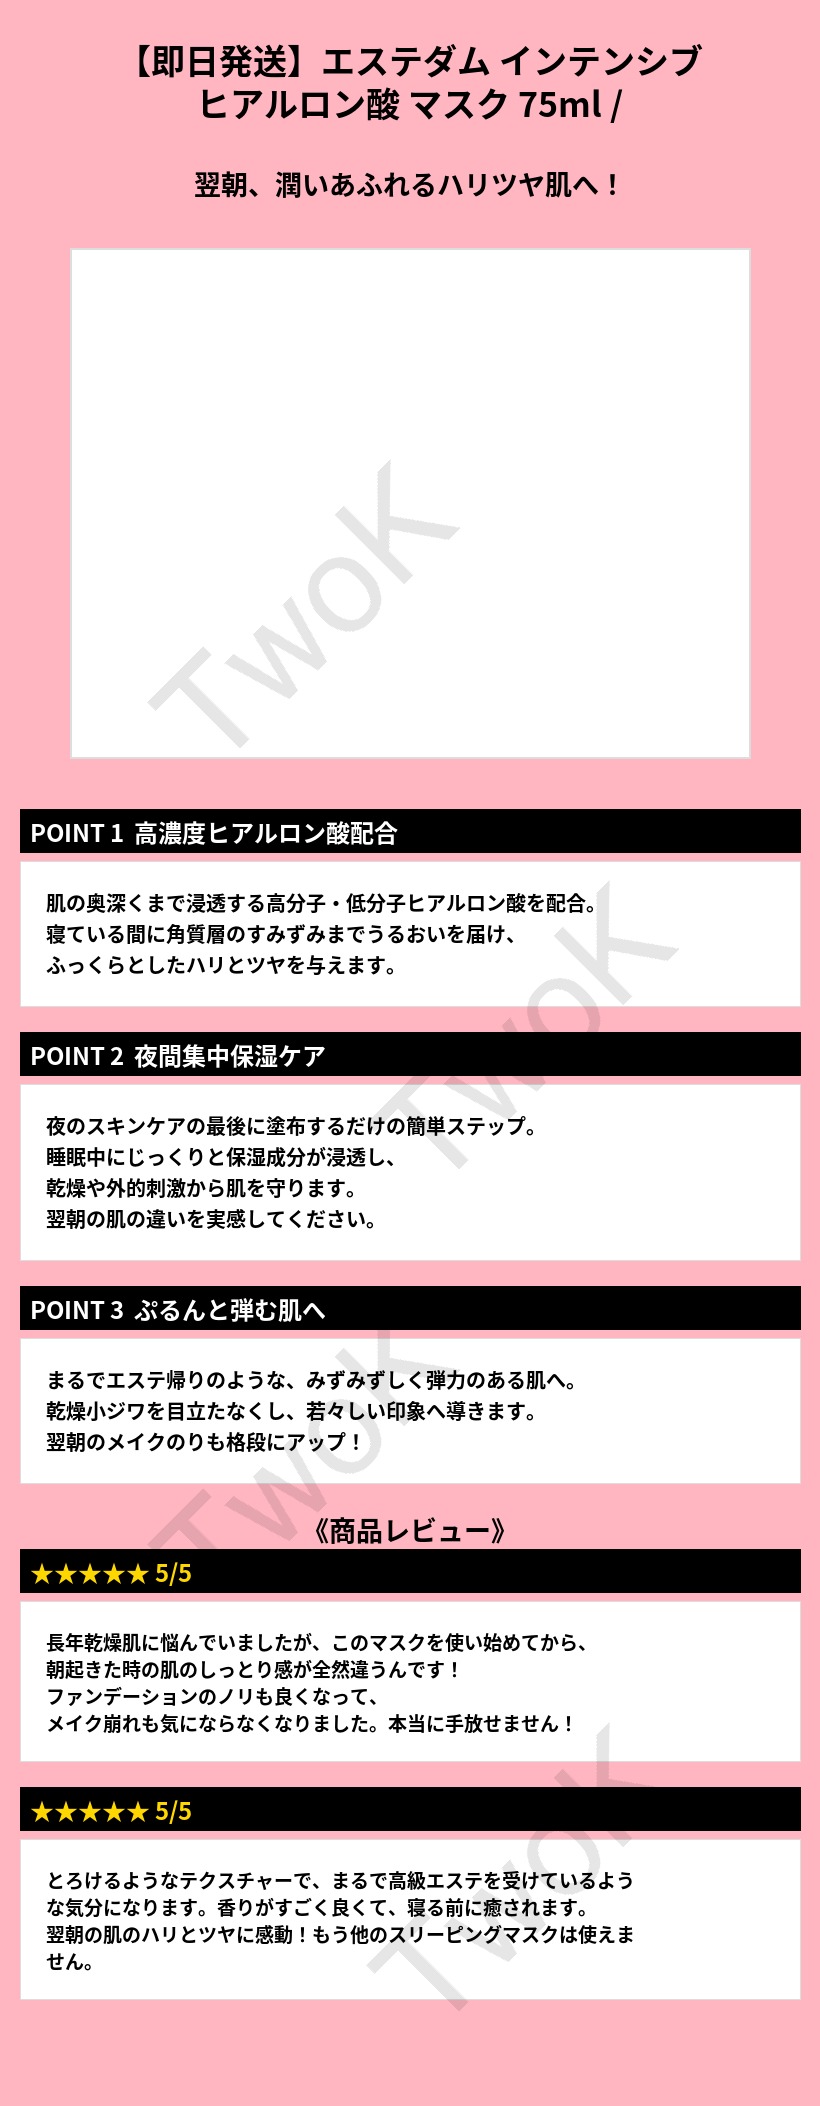 【即日発送】エステダム インテンシブ
ヒアルロン酸 マスク 75ml /
翌朝、潤いあふれるハリツヤ肌へ！
TwoK
POINT 1 高濃度ヒアルロン酸配合
肌の奥深くまで浸透する高分子・低分子ヒアルロン酸を配合。
寝ている間に角質層のすみずみまでうるおいを届け、
ふっくらとしたハリとツヤを与えます。
TwoK
POINT 2 夜間集中保湿ケア
夜のスキンケアの最後に塗布するだけの簡単ステップ。
睡眠中にじっくりと保湿成分が浸透し、
乾燥や外的刺激から肌を守ります。
翌朝の肌の違いを実感してください。
POINT 3 ぷるんと弾む肌へ
まるでエステ帰りのような、みずみずしく弾力のある肌へ。
乾燥小ジワを目立たなくし、若々しい印象へ導きます。
翌朝のメイクのりも格段にアップ！
TwoK
《商品レビュー》
★★★★★ 5/5
長年乾燥肌に悩んでいましたが、このマスクを使い始めてから、
朝起きた時の肌のしっとり感が全然違うんです！
ファンデーションのノリも良くなって、
メイク崩れも気にならなくなりました。本当に手放せません！
★★★★★ 5/5
とろけるようなテクスチャーで、まるで高級エステを受けているよう
な気分になります。香りがすごく良くて、寝る前に癒されます。
翌朝の肌のハリとツヤに感動！もう他のスリーピングマスクは使えま
せん。
TwoK